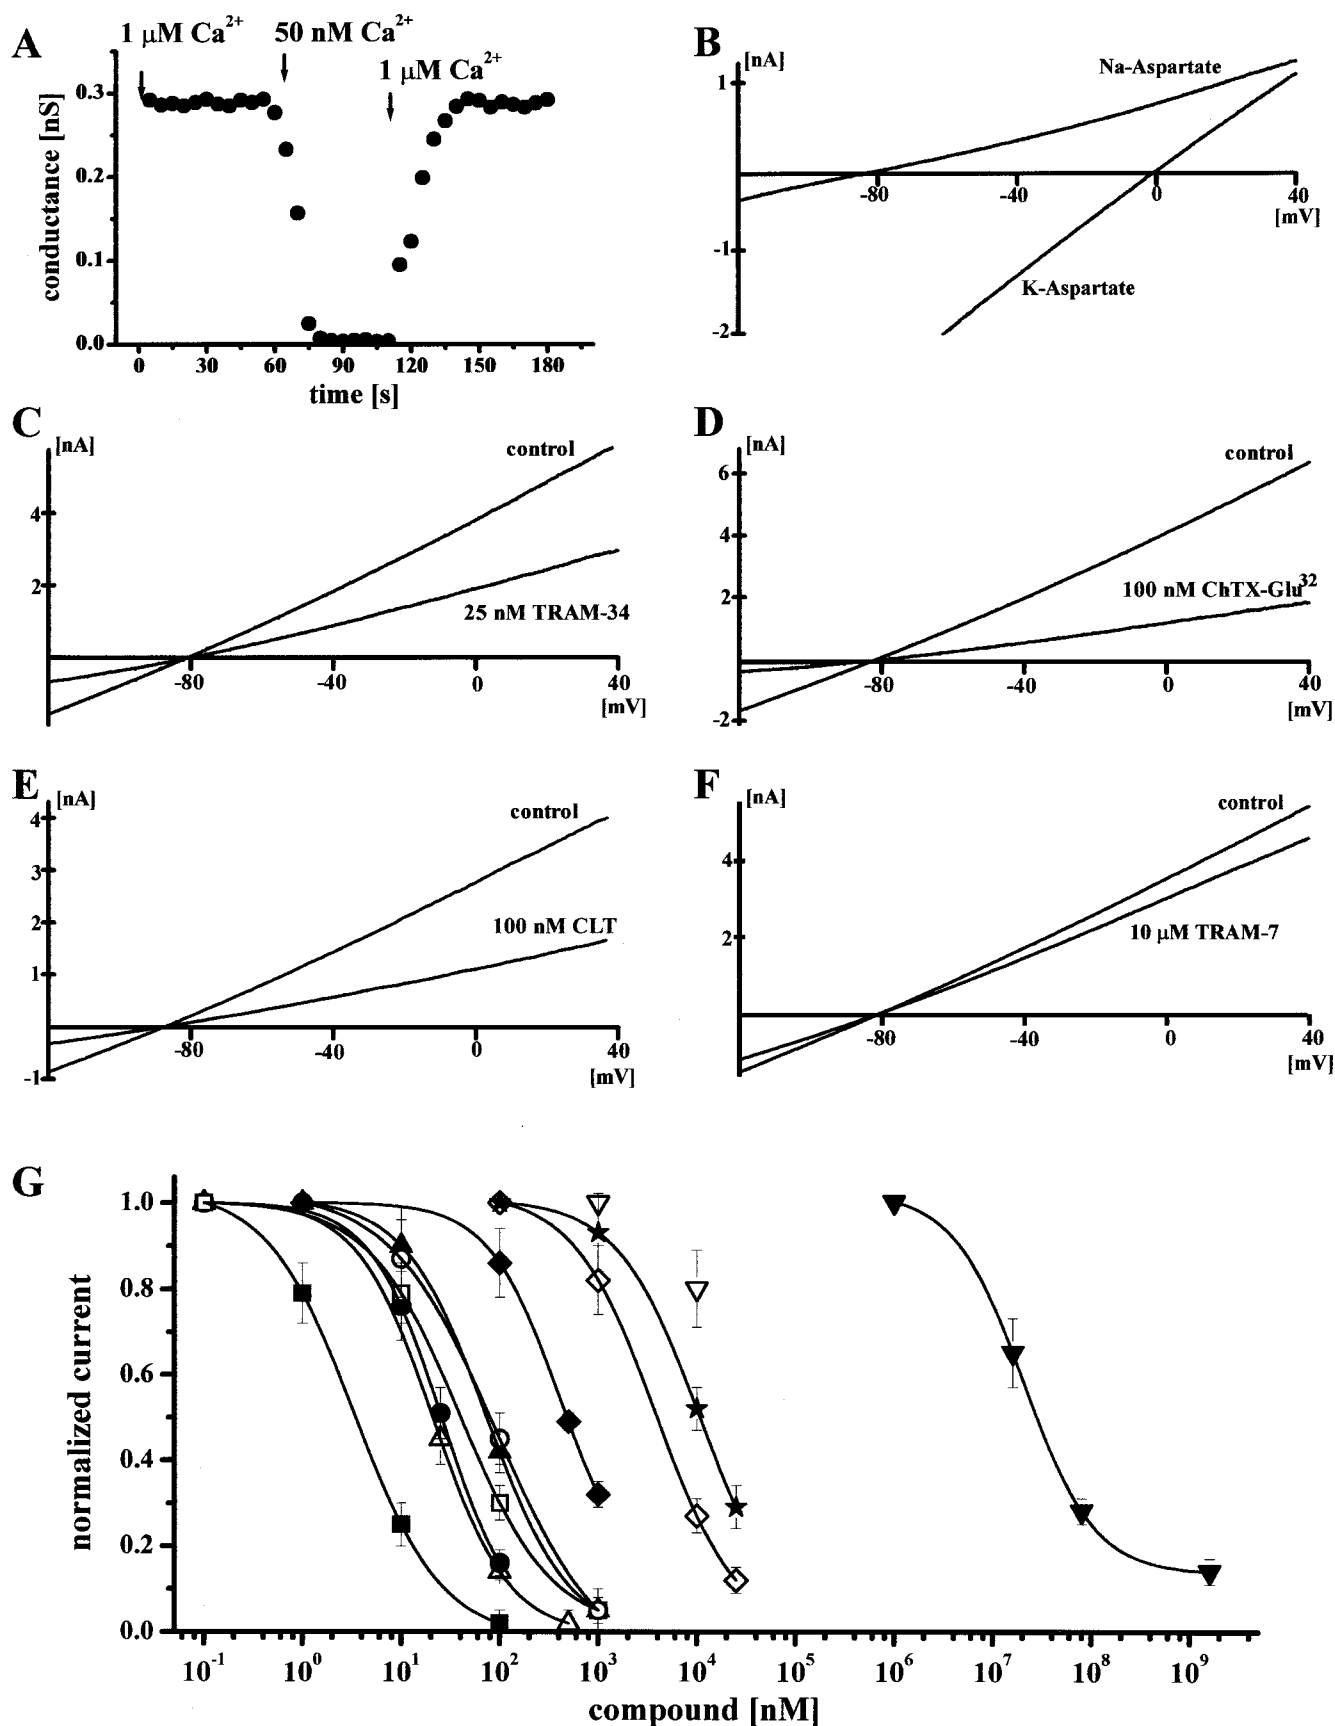 A
1 μM Ca²⁺ 50 nM Ca²⁺
1 μM Ca²⁺
conductance [nS]
0.3
0.2
0.1
0.0
0 30 60 90 120 150 180
time [s]
B
[nA]
1
-1
-2
Na-Aspartate
K-Aspartate
-80 -40 0 40
[mV]
C
[nA]
4
2
control
25 nM TRAM-34
-80 -40 0 40
[mV]
D
[nA]
6
4
2
-2
control
100 nM ChTX-Glu³²
-80 -40 0 40
[mV]
E
[nA]
4
3
2
1
-1
control
100 nM CLT
-80 -40 0 40
[mV]
F
[nA]
4
2
control
10 μM TRAM-7
-80 -40 0 40
[mV]
G
normalized current
1.0
0.8
0.6
0.4
0.2
0.0
10⁻¹ 10⁰ 10¹ 10² 10³ 10⁴ 10⁵ 10⁶ 10⁷ 10⁸ 10⁹
compound [nM]